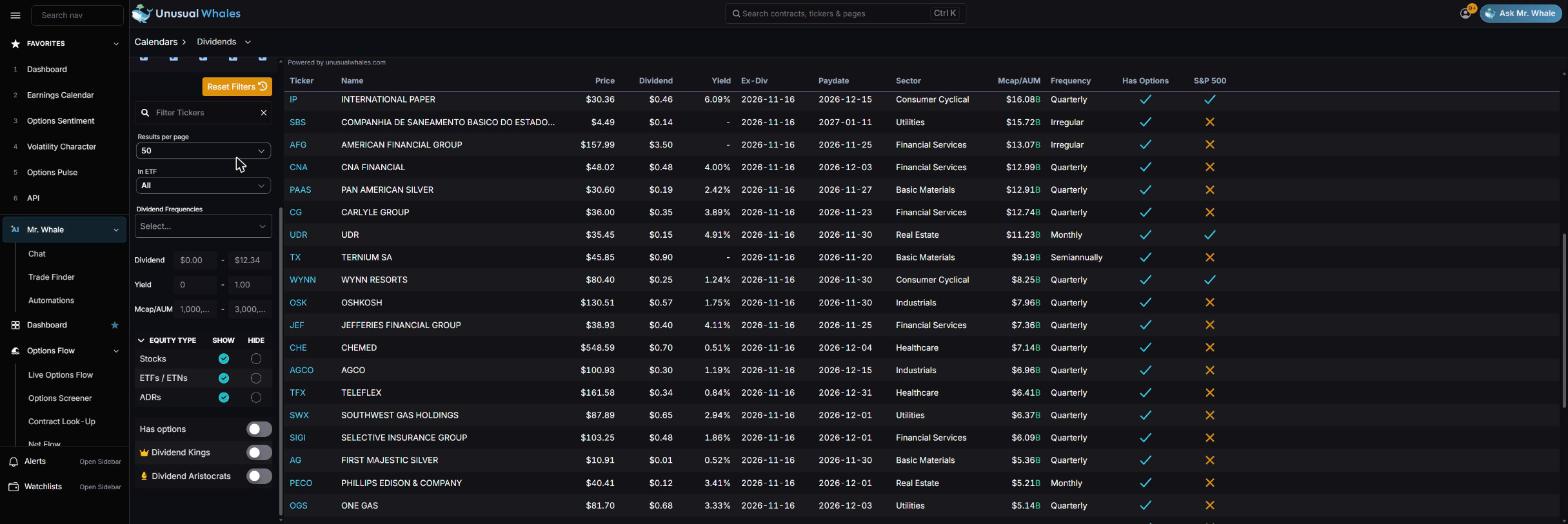 Search nav
Unusual Whales
Search contracts, tickers & pages Ctrl K
9+
Ask Mr. Whale
FAVORITES
1 Dashboard
2 Earnings Calendar
3 Options Sentiment
4 Volatility Character
5 Options Pulse
6 API
AI Mr. Whale
Chat
Trade Finder
Automations
Dashboard
Options Flow
Live Options Flow
Options Screener
Contract Look-Up
Net Flow
Alerts Open Sidebar
Watchlists Open Sidebar
Calendars > Dividends
Reset Filters
Filter Tickers
Results per page
50
In ETF
All
Dividend Frequencies
Select...
Dividend $0.00 - $12.34
Yield 0 - 1.00
Mcap/AUM 1,000,... - 3,000,...
EQUITY TYPE SHOW HIDE
Stocks
ETFs / ETNs
ADRs
Has options
Dividend Kings
Dividend Aristocrats
Powered by unusualwhales.com
Ticker Name Price Dividend Yield Ex-Div Paydate Sector Mcap/AUM Frequency Has Options S&P 500
IP INTERNATIONAL PAPER $30.36 $0.46 6.09% 2026-11-16 2026-12-15 Consumer Cyclical $16.08B Quarterly
SBS COMPANHIA DE SANEAMENTO BASICO DO ESTADO... $4.49 $0.14 - 2026-11-16 2027-01-11 Utilities $15.72B Irregular
AFG AMERICAN FINANCIAL GROUP $157.99 $3.50 - 2026-11-16 2026-11-25 Financial Services $13.07B Irregular
CNA CNA FINANCIAL $48.02 $0.48 4.00% 2026-11-16 2026-12-03 Financial Services $12.99B Quarterly
PAAS PAN AMERICAN SILVER $30.60 $0.19 2.42% 2026-11-16 2026-11-27 Basic Materials $12.91B Quarterly
CG CARLYLE GROUP $36.00 $0.35 3.89% 2026-11-16 2026-11-23 Financial Services $12.74B Quarterly
UDR UDR $35.45 $0.15 4.91% 2026-11-16 2026-11-30 Real Estate $11.23B Monthly
TX TERNIUM SA $45.85 $0.90 - 2026-11-16 2026-11-20 Basic Materials $9.19B Semiannually
WYNN WYNN RESORTS $80.40 $0.25 1.24% 2026-11-16 2026-11-30 Consumer Cyclical $8.25B Quarterly
OSK OSHKOSH $130.51 $0.57 1.75% 2026-11-16 2026-11-30 Industrials $7.96B Quarterly
JEF JEFFERIES FINANCIAL GROUP $38.93 $0.40 4.11% 2026-11-16 2026-11-25 Financial Services $7.36B Quarterly
CHE CHEMED $548.59 $0.70 0.51% 2026-11-16 2026-12-04 Healthcare $7.14B Quarterly
AGCO AGCO $100.93 $0.30 1.19% 2026-11-16 2026-12-15 Industrials $6.96B Quarterly
TFX TELEFLEX $161.58 $0.34 0.84% 2026-11-16 2026-12-31 Healthcare $6.41B Quarterly
SWX SOUTHWEST GAS HOLDINGS $87.89 $0.65 2.94% 2026-11-16 2026-12-01 Utilities $6.37B Quarterly
SIGI SELECTIVE INSURANCE GROUP $103.25 $0.48 1.86% 2026-11-16 2026-12-01 Financial Services $6.09B Quarterly
AG FIRST MAJESTIC SILVER $10.91 $0.01 0.52% 2026-11-16 2026-11-30 Basic Materials $5.36B Quarterly
PECO PHILLIPS EDISON & COMPANY $40.41 $0.12 3.41% 2026-11-16 2026-12-01 Real Estate $5.21B Monthly
OGS ONE GAS $81.70 $0.68 3.33% 2026-11-16 2026-12-03 Utilities $5.14B Quarterly